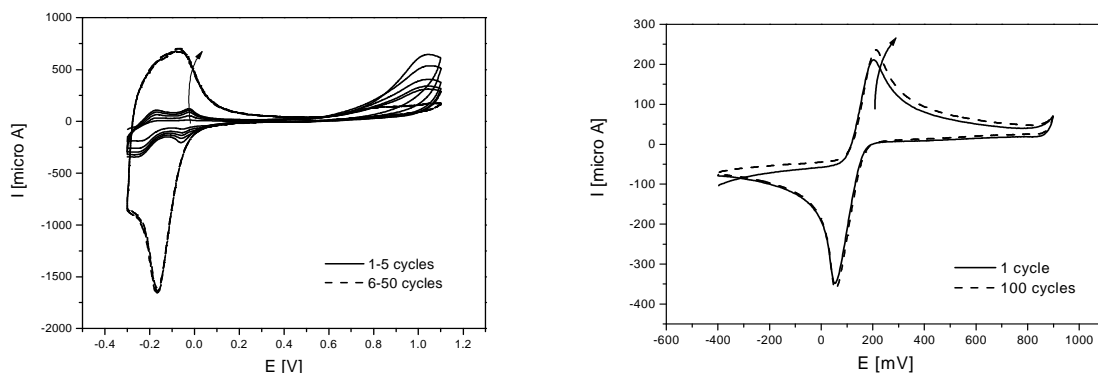 1000
500
0
-500
-1000
-1500
-2000
I [micro A]
-0.4 -0.2 0.0 0.2 0.4 0.6 0.8 1.0 1.2
E [V]
1-5 cycles
6-50 cycles
300
200
100
0
-100
-200
-300
-400
I [micro A]
-600 -400 -200 0 200 400 600 800 1000
E [mV]
1 cycle
100 cycles